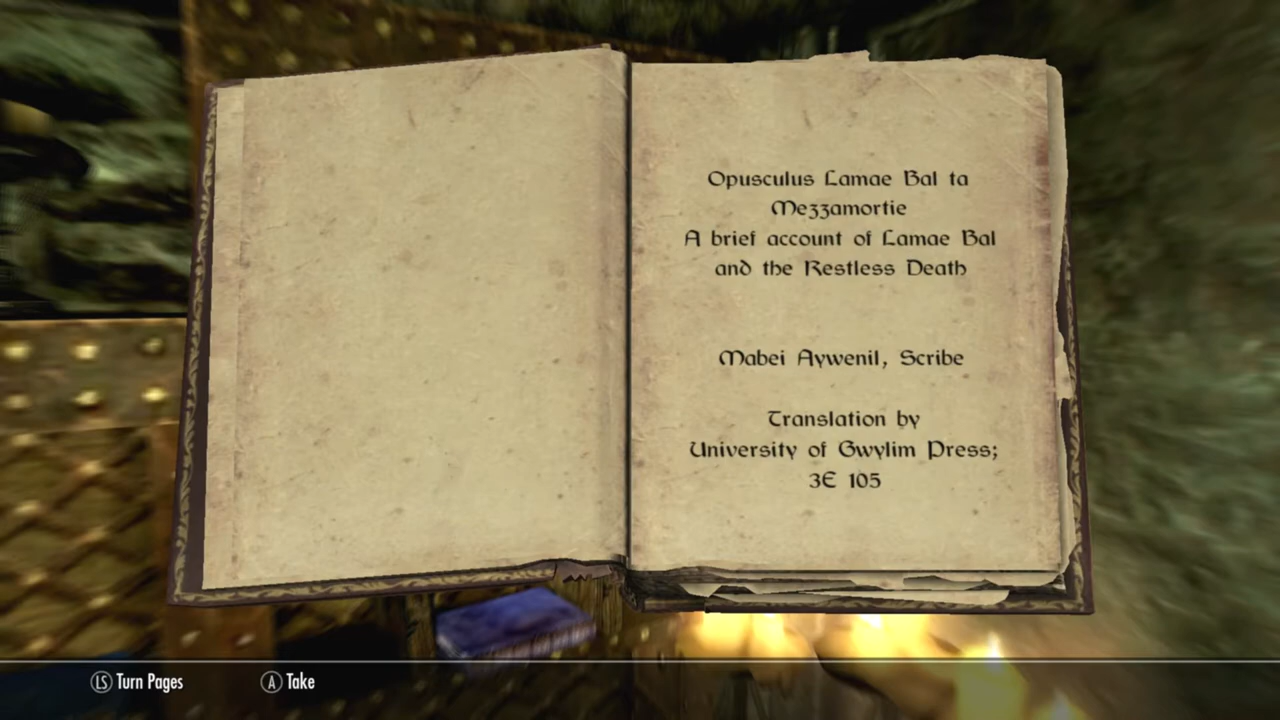 Opusculus Lamae Bal ta
Mezzamortie
A brief account of Lamae Bal
and the Restless Death
Mabei Aywenil, Scribe
Translation by
University of Gwylim Press;
3E 105
LS Turn Pages
A Take